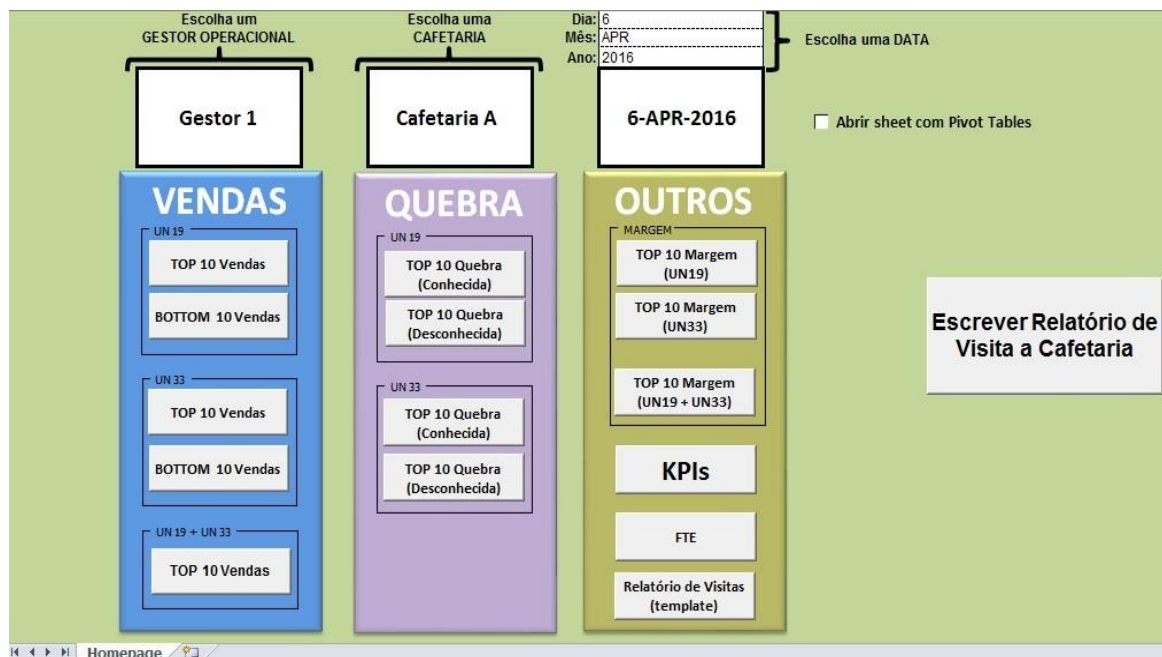 Escolha um
GESTOR OPERACIONAL
Escolha uma
CAFETARIA
Dia: 6
Mês: APR
Ano: 2016
Escolha uma DATA
Gestor 1
Cafetaria A
6-APR-2016
Abrir sheet com Pivot Tables
VENDAS
UN 19
TOP 10 Vendas
BOTTOM 10 Vendas
UN 33
TOP 10 Vendas
BOTTOM 10 Vendas
UN 19 + UN 33
TOP 10 Vendas
QUEBRA
UN 19
TOP 10 Quebra
(Conhecida)
TOP 10 Quebra
(Desconhecida)
UN 33
TOP 10 Quebra
(Conhecida)
TOP 10 Quebra
(Desconhecida)
OUTROS
MARGEM
TOP 10 Margem
(UN19)
TOP 10 Margem
(UN33)
TOP 10 Margem
(UN19 + UN33)
KPIs
FTE
Relatório de Visitas
(template)
Escrever Relatório de
Visita a Cafetaria
Homepage